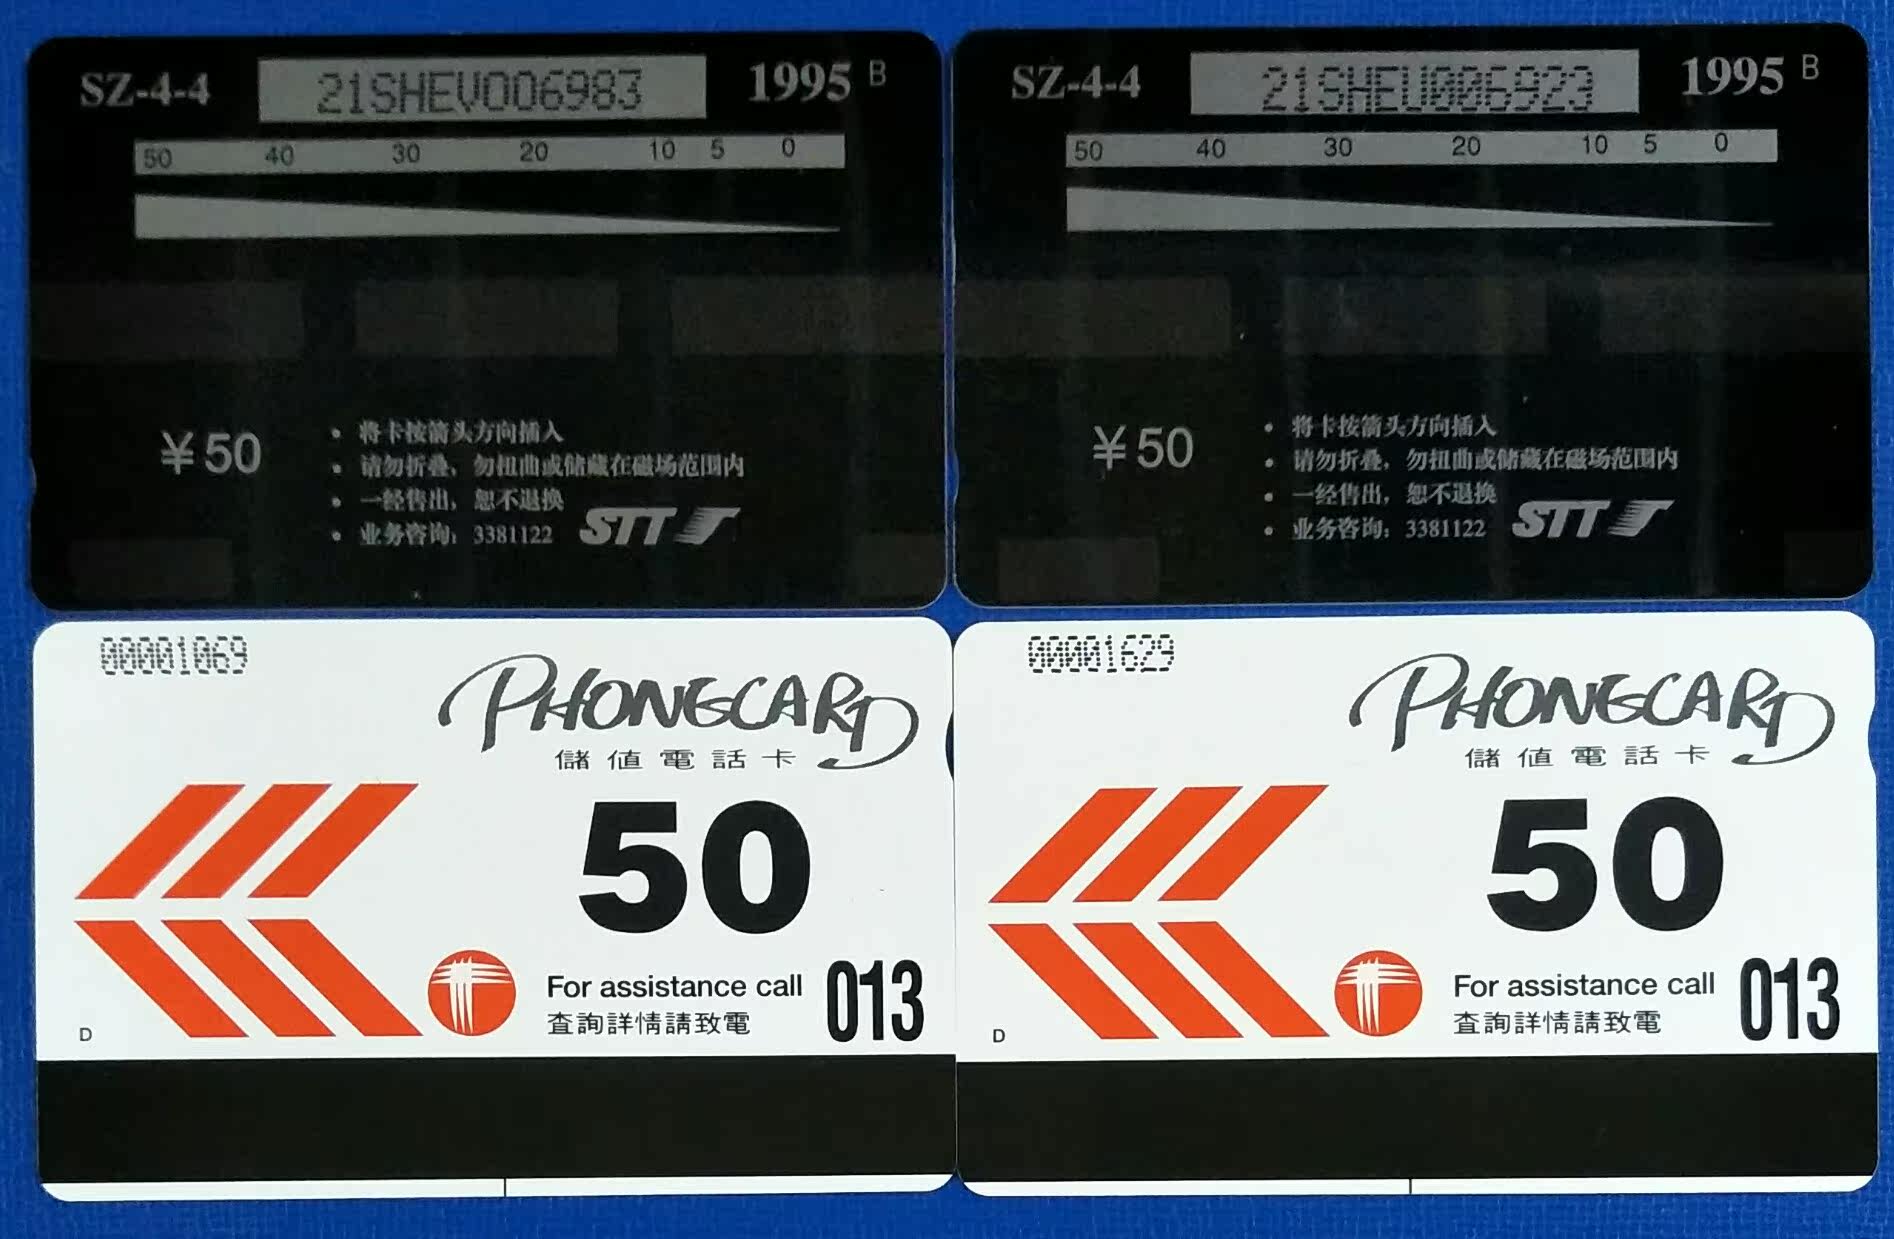 SZ-4-4 21SHEV006983 1995 B
50 40 30 20 10 5 0
¥50
• 将卡按箭头方向插入
• 请勿折叠，勿扭曲或储藏在磁场范围内
• 一经售出，恕不退换
• 业务咨询：3381122 STT
SZ-4-4 21SHEU006923 1995 B
50 40 30 20 10 5 0
¥50
• 将卡按箭头方向插入
• 请勿折叠，勿扭曲或储藏在磁场范围内
• 一经售出，恕不退换
• 业务咨询：3381122 STT
00001069
PHONECARD
儲值電話卡
50
For assistance call 013
查詢詳情請致電
D
00001629
PHONECARD
儲值電話卡
50
For assistance call 013
查詢詳情請致電
D